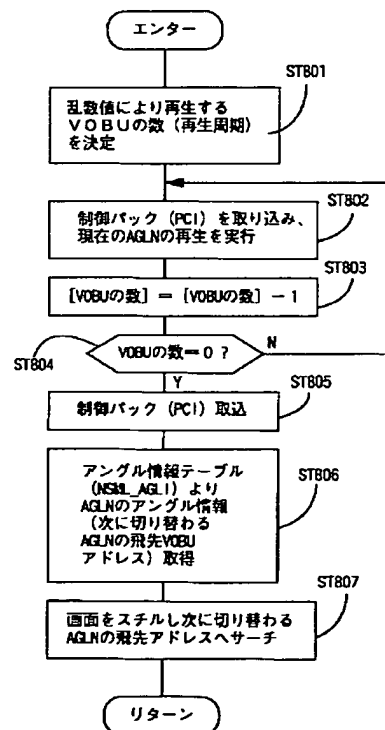 エンター
ST801
乱数値により再生する
VOBUの数（再生周期）
を決定
ST802
制御パック（PCI）を取り込み、
現在のAGLNの再生を実行
ST803
[VOBUの数] = [VOBUの数] － 1
ST804
VOBUの数＝0 ?
N
Y
ST805
制御パック（PCI）取込
ST806
アングル情報テーブル
（NSML_AGLI）より
AGLNのアングル情報
（次に切り替わる
AGLNの飛先VOBU
アドレス）取得
ST807
画面をスチルし次に切り替わる
AGLNの飛先アドレスへサーチ
リターン